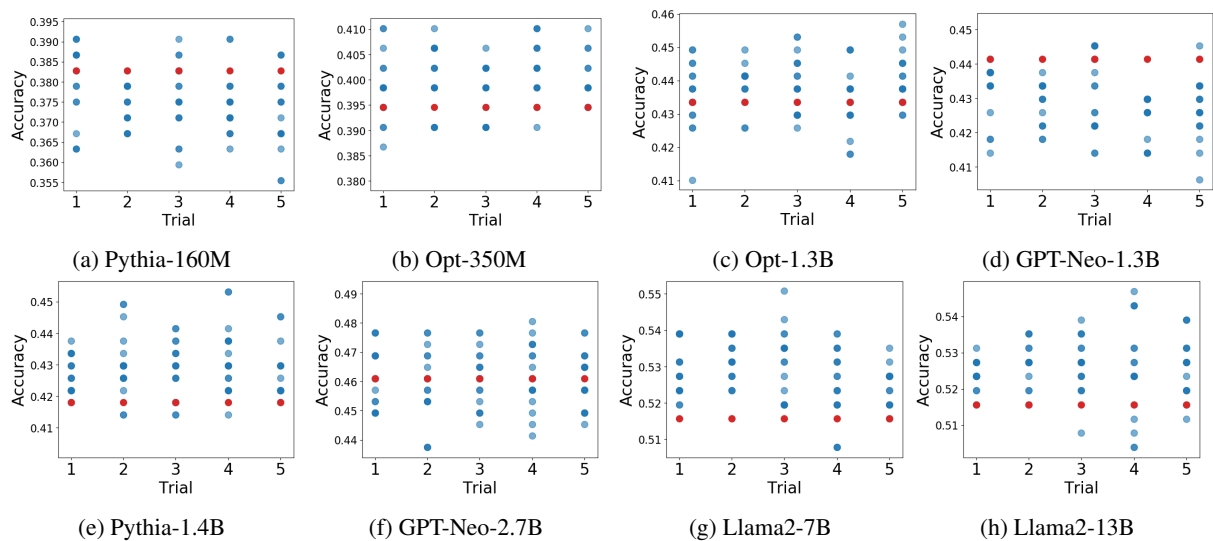 0.395
0.390
0.385
0.380
0.375
0.370
0.365
0.360
0.355
Accuracy
1 2 3 4 5
Trial
(a) Pythia-160M
0.410
0.405
0.400
0.395
0.390
0.385
0.380
Accuracy
1 2 3 4 5
Trial
(b) Opt-350M
0.46
0.45
0.44
0.43
0.42
0.41
Accuracy
1 2 3 4 5
Trial
(c) Opt-1.3B
0.45
0.44
0.43
0.42
0.41
Accuracy
1 2 3 4 5
Trial
(d) GPT-Neo-1.3B
0.45
0.44
0.43
0.42
0.41
Accuracy
1 2 3 4 5
Trial
(e) Pythia-1.4B
0.49
0.48
0.47
0.46
0.45
0.44
Accuracy
1 2 3 4 5
Trial
(f) GPT-Neo-2.7B
0.55
0.54
0.53
0.52
0.51
Accuracy
1 2 3 4 5
Trial
(g) Llama2-7B
0.54
0.53
0.52
0.51
Accuracy
1 2 3 4 5
Trial
(h) Llama2-13B